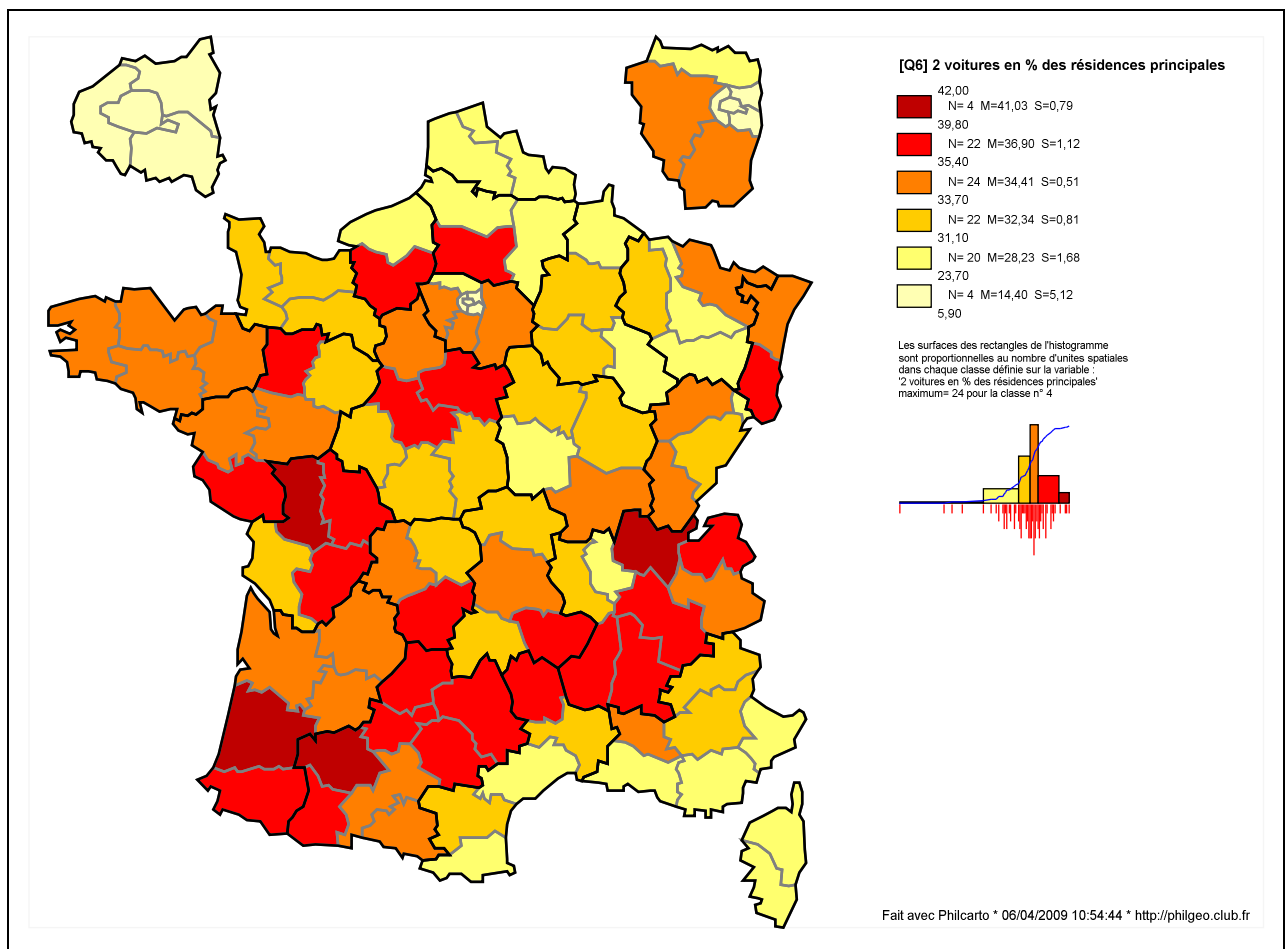 [Q6] 2 voitures en % des résidences principales
42,00
N= 4 M=41,03 S=0,79
39,80
N= 22 M=36,90 S=1,12
35,40
N= 24 M=34,41 S=0,51
33,70
N= 22 M=32,34 S=0,81
31,10
N= 20 M=28,23 S=1,68
23,70
N= 4 M=14,40 S=5,12
5,90
Les surfaces des rectangles de l'histogramme
sont proportionnelles au nombre d'unites spatiales
dans chaque classe définie sur la variable :
'2 voitures en % des résidences principales'
maximum= 24 pour la classe n° 4
Fait avec Philcarto * 06/04/2009 10:54:44 * http://philgeo.club.fr